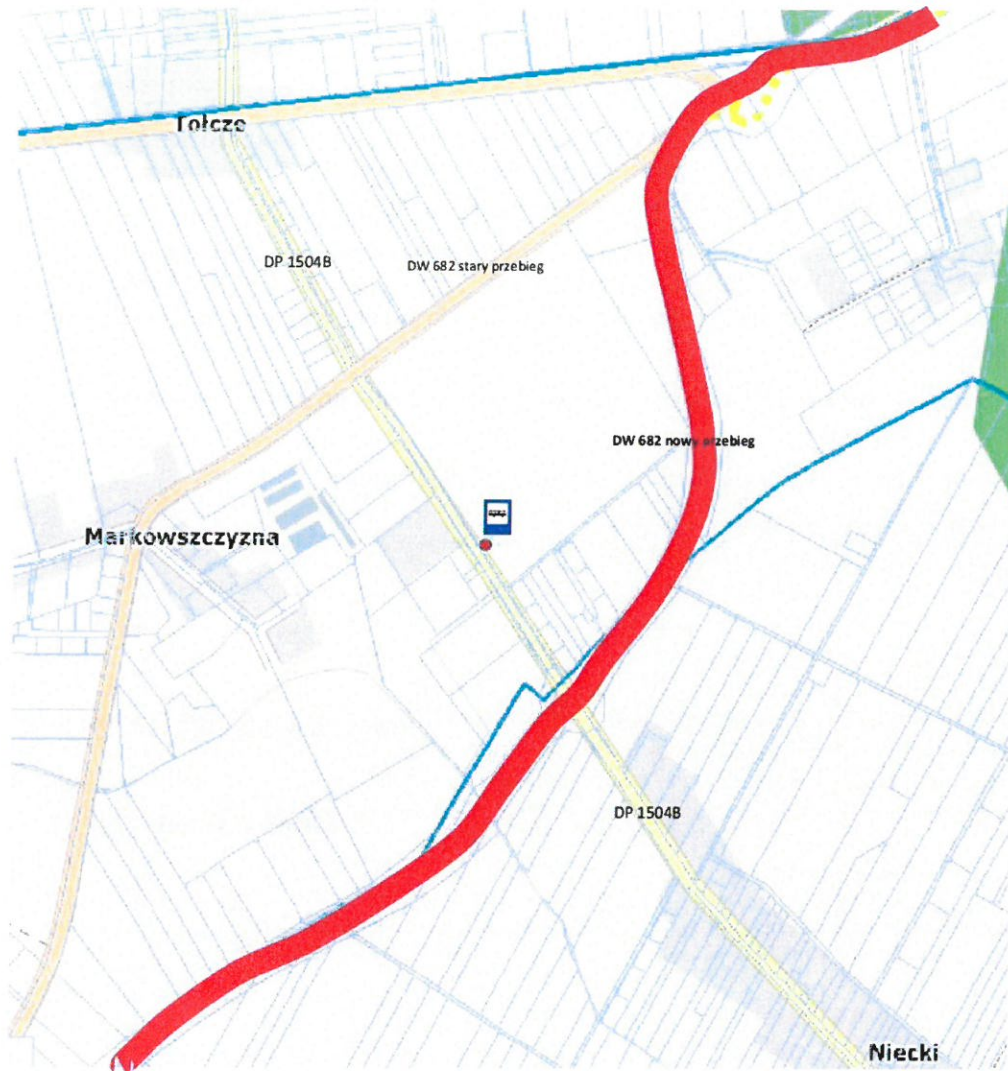 Tołcze
DP 1504B
DW 682 stary przebieg
DW 682 nowy przebieg
Markowszczyzna
DP 1504B
Niecki